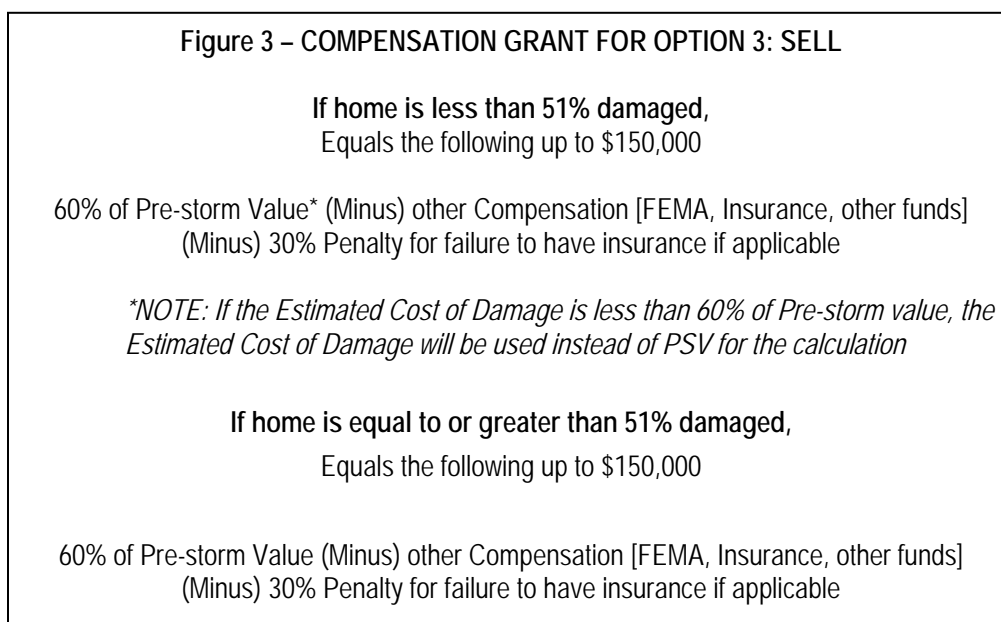 Figure 3 – COMPENSATION GRANT FOR OPTION 3: SELL
If home is less than 51% damaged,
Equals the following up to $150,000
60% of Pre-storm Value* (Minus) other Compensation [FEMA, Insurance, other funds]
(Minus) 30% Penalty for failure to have insurance if applicable
*NOTE: If the Estimated Cost of Damage is less than 60% of Pre-storm value, the
Estimated Cost of Damage will be used instead of PSV for the calculation
If home is equal to or greater than 51% damaged,
Equals the following up to $150,000
60% of Pre-storm Value (Minus) other Compensation [FEMA, Insurance, other funds]
(Minus) 30% Penalty for failure to have insurance if applicable